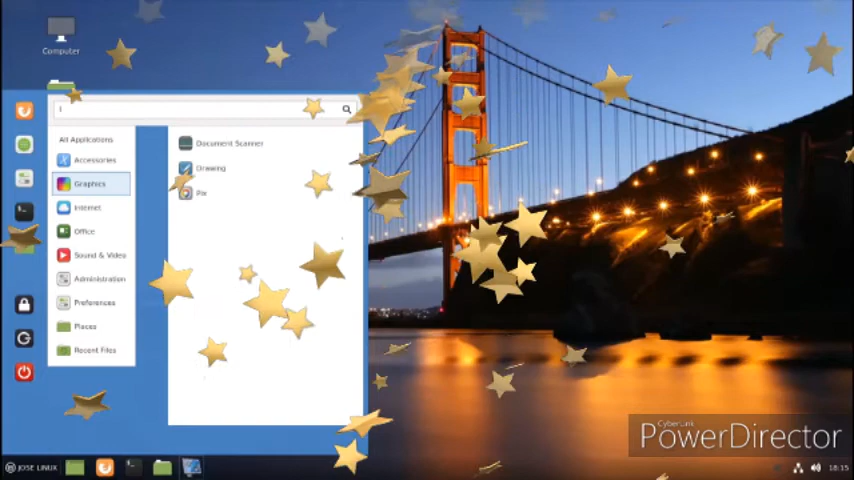 Computer
All Applications
Accessories
Graphics
Internet
Office
Sound & Video
Administration
Preferences
Places
Recent Files
Document Scanner
Drawing
Pix
CyberLink
PowerDirector
JOSE LINUX
18:15